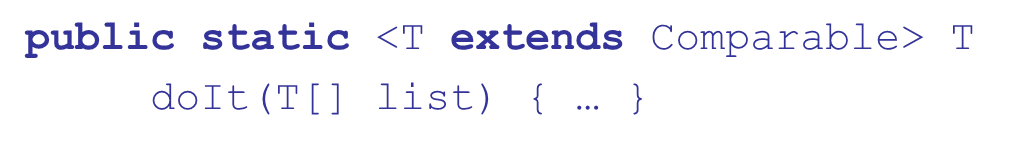 public static <T extends Comparable> T
doIt(T[] list) { … }